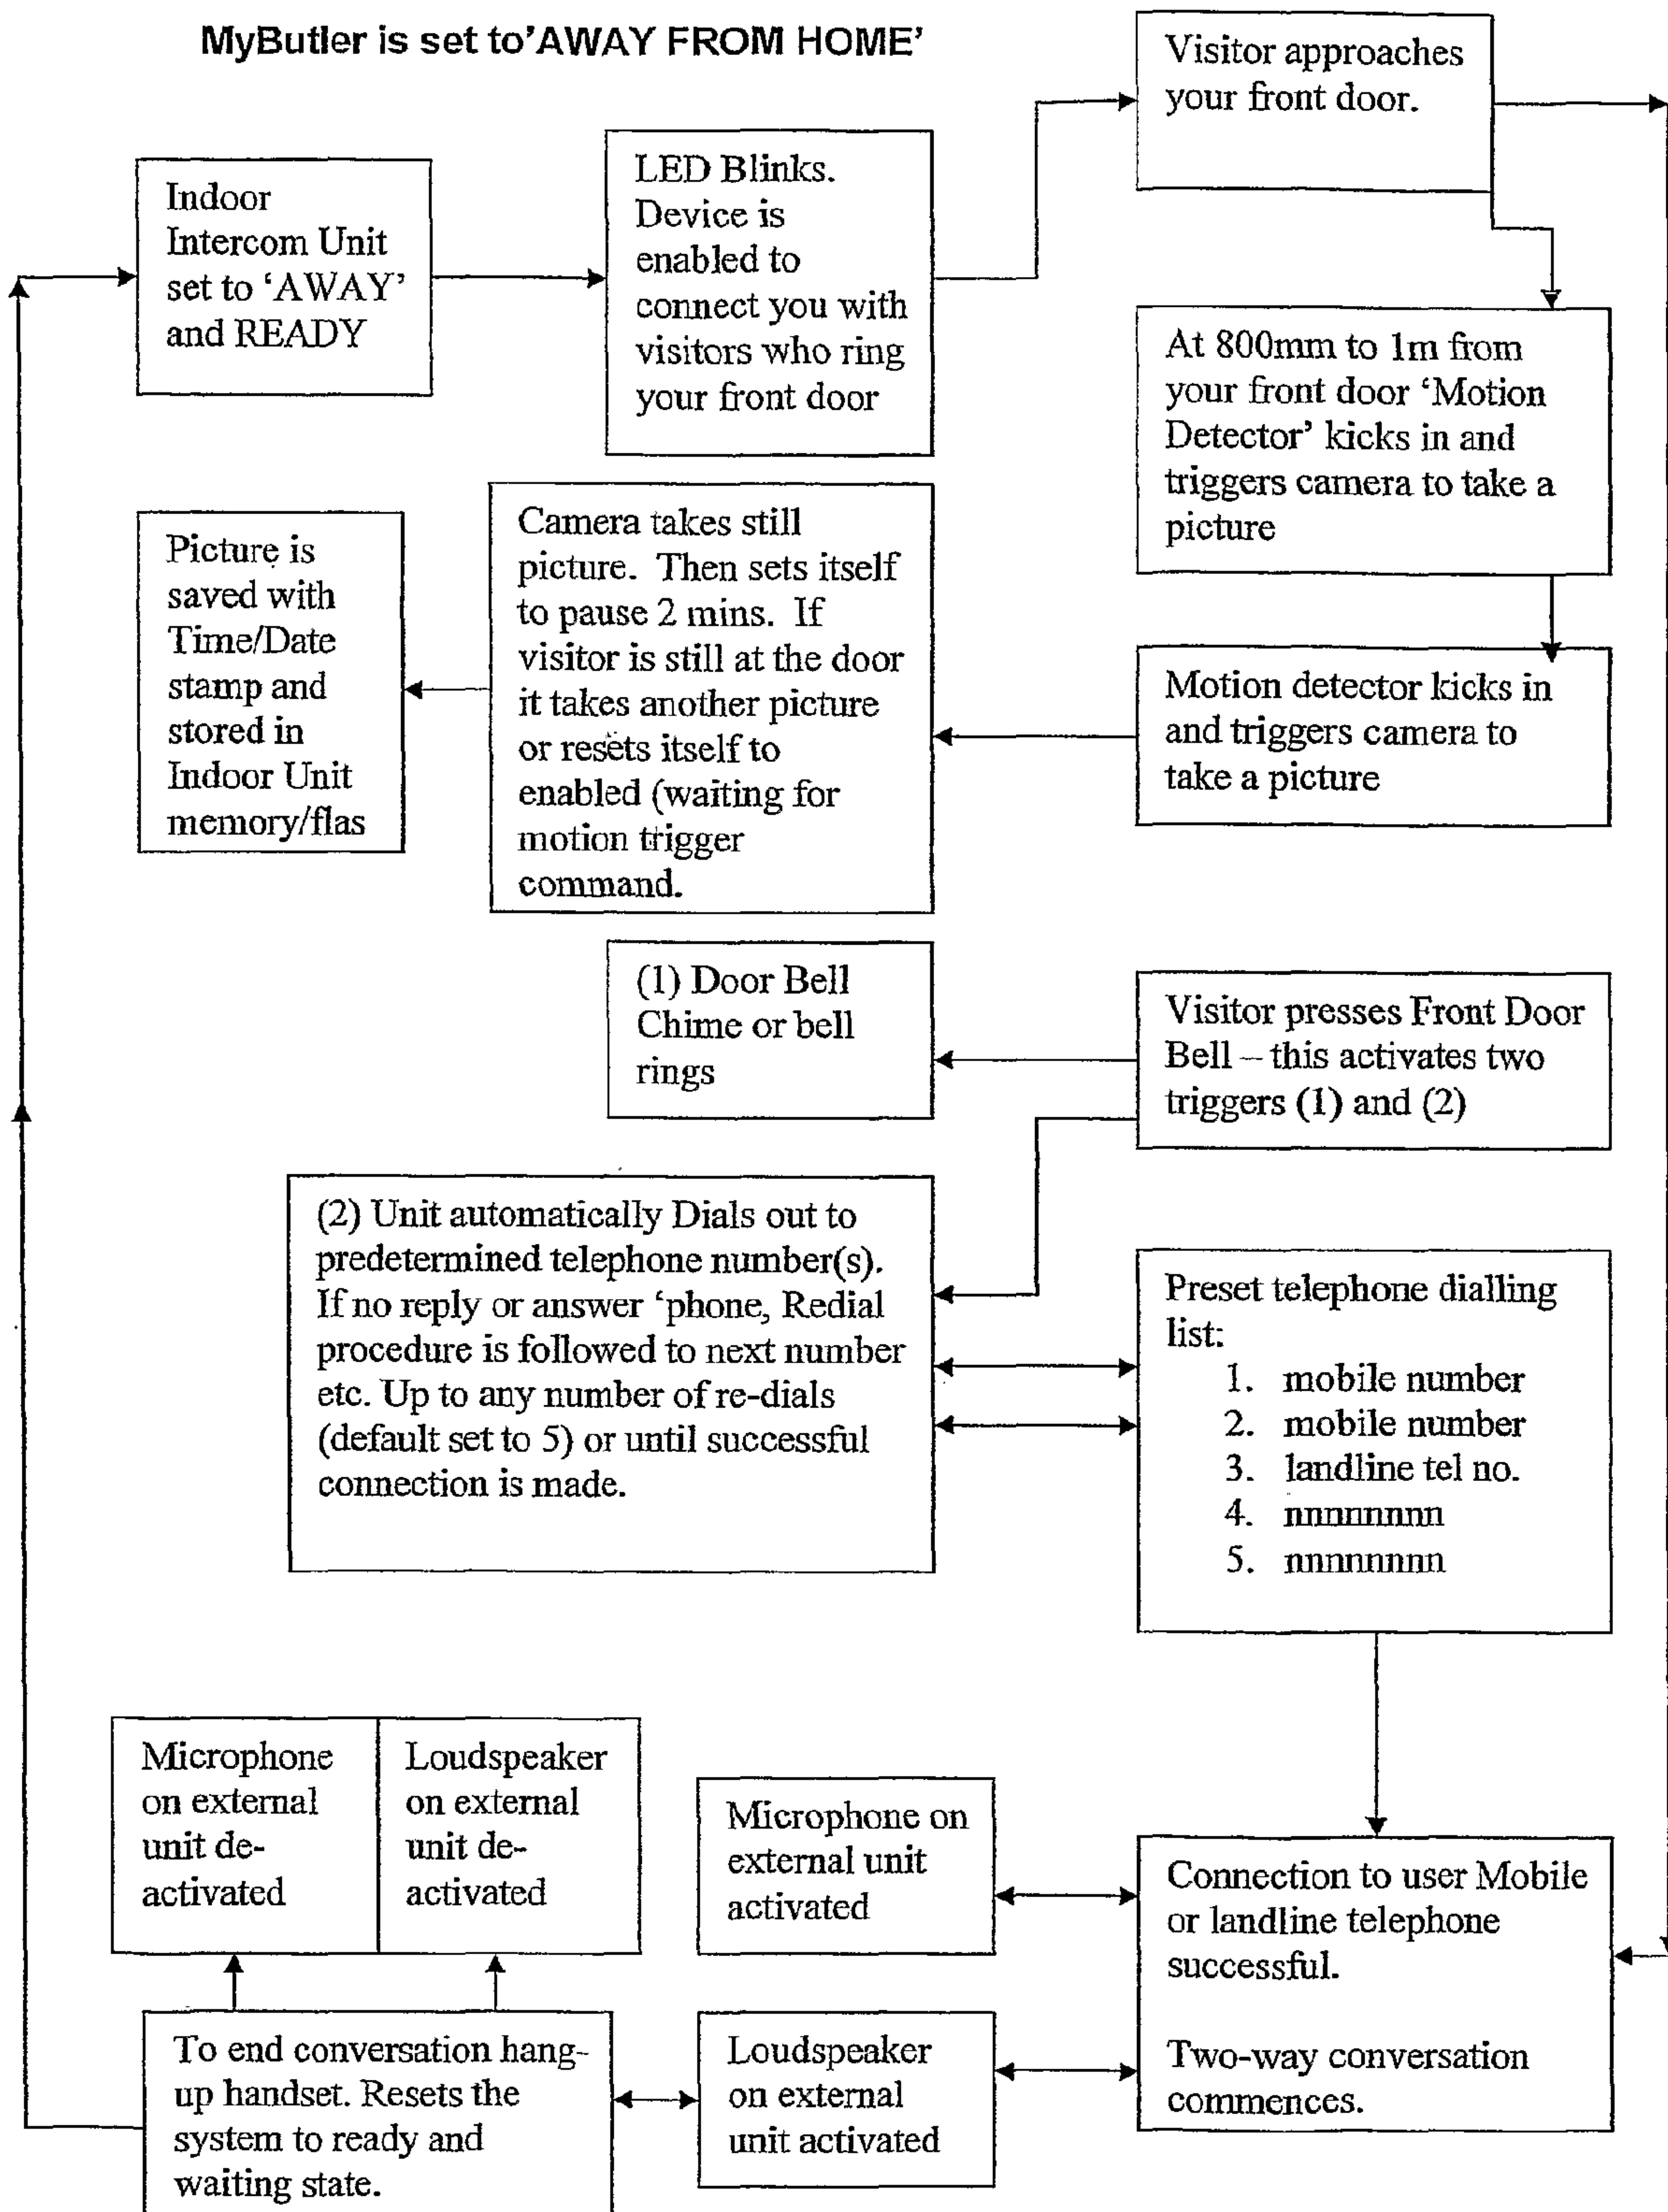 MyButler is set to'AWAY FROM HOME'
Visitor approaches
your front door.
Indoor
Intercom Unit
set to 'AWAY'
and READY
LED Blinks.
Device is
enabled to
connect you with
visitors who ring
your front door
At 800mm to 1m from
your front door 'Motion
Detector' kicks in and
triggers camera to take a
picture
Picture is
saved with
Time/Date
stamp and
stored in
Indoor Unit
memory/flas
Camera takes still
picture. Then sets itself
to pause 2 mins. If
visitor is still at the door
it takes another picture
or resets itself to
enabled (waiting for
motion trigger
command.
Motion detector kicks in
and triggers camera to
take a picture
(1) Door Bell
Chime or bell
rings
Visitor presses Front Door
Bell – this activates two
triggers (1) and (2)
(2) Unit automatically Dials out to
predetermined telephone number(s).
If no reply or answer 'phone, Redial
procedure is followed to next number
etc. Up to any number of re-dials
(default set to 5) or until successful
connection is made.
Preset telephone dialling
list:
1. mobile number
2. mobile number
3. landline tel no.
4. nnnnnnnnn
5. nnnnnnnnn
Microphone
on external
unit de-
activated
Loudspeaker
on external
unit de-
activated
Microphone on
external unit
activated
Connection to user Mobile
or landline telephone
successful.
Two-way conversation
commences.
To end conversation hang-
up handset. Resets the
system to ready and
waiting state.
Loudspeaker
on external
unit activated